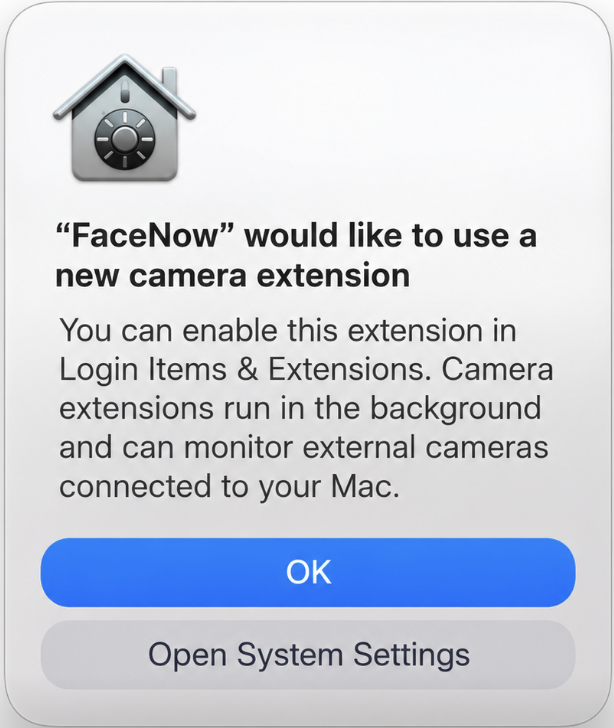 “FaceNow” would like to use a
new camera extension
You can enable this extension in
Login Items & Extensions. Camera
extensions run in the background
and can monitor external cameras
connected to your Mac.
OK
Open System Settings